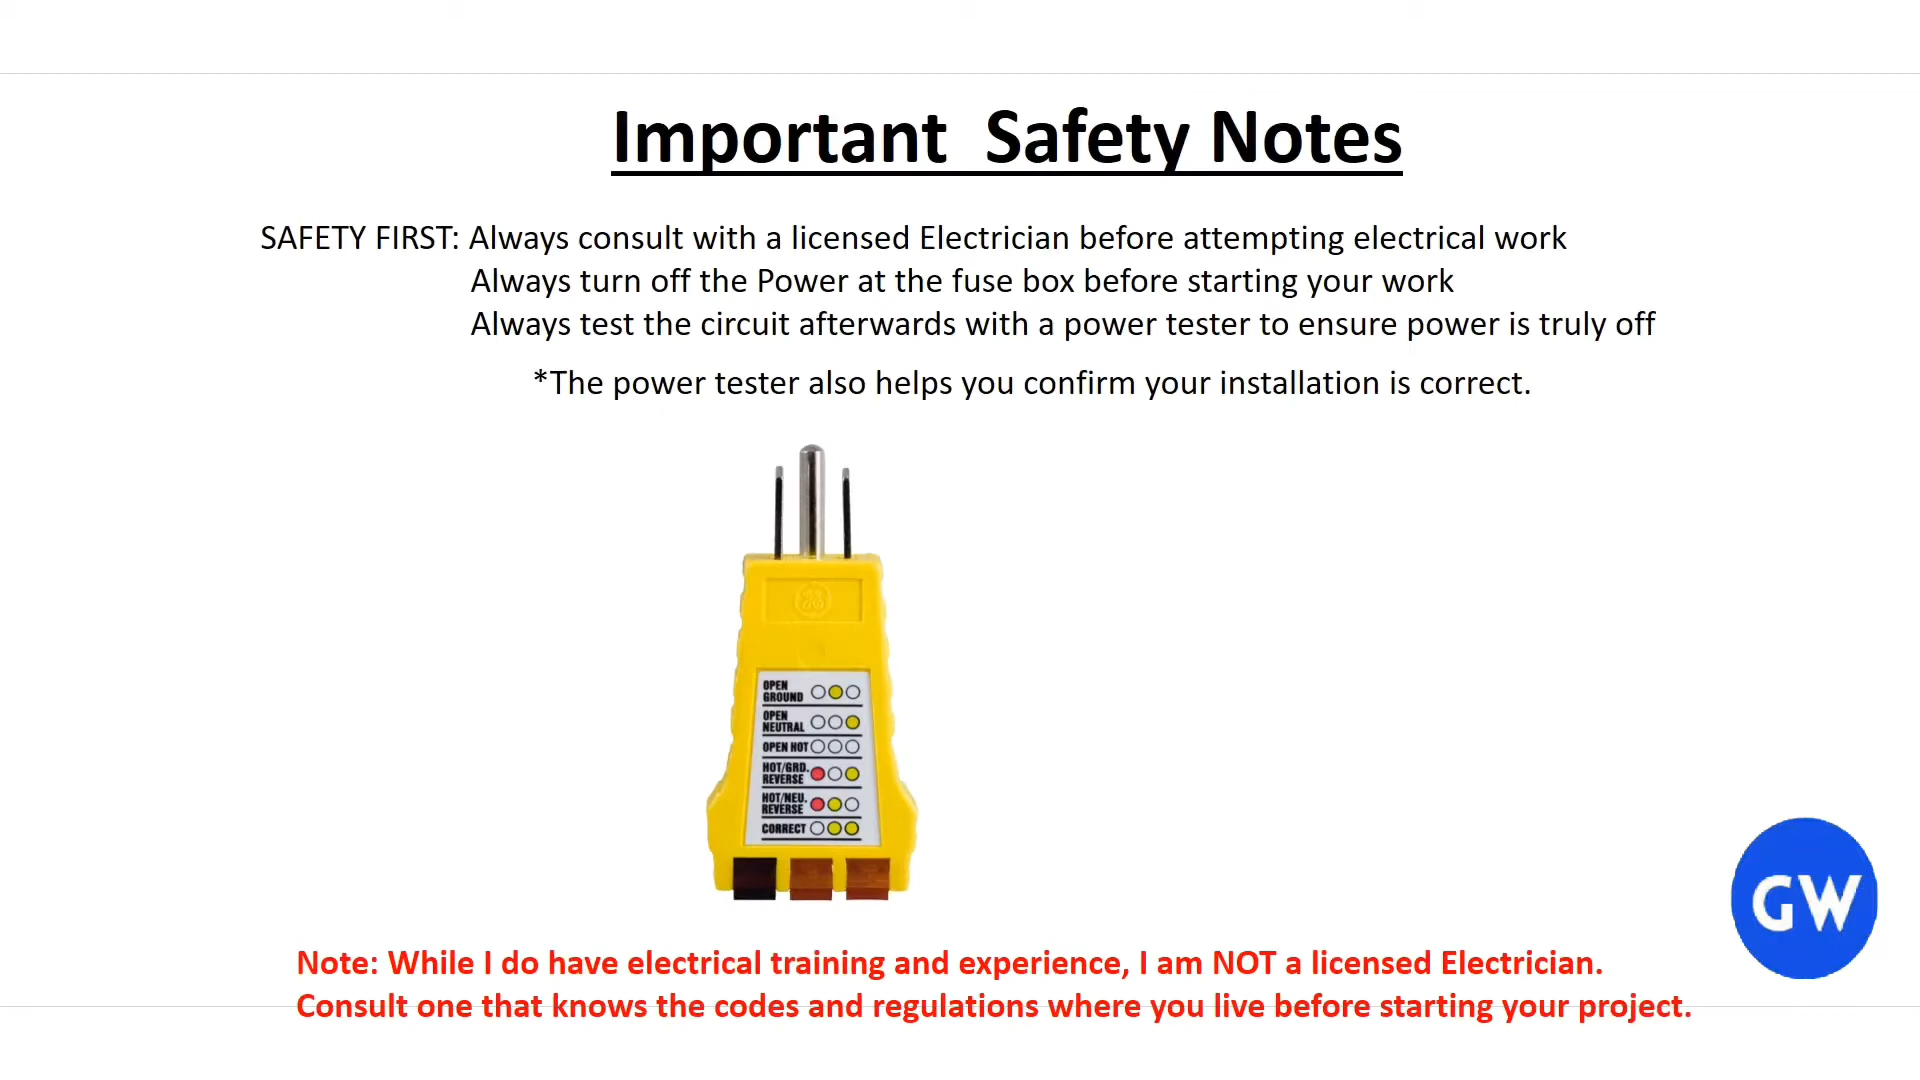 Important  Safety Notes
SAFETY FIRST: Always consult with a licensed Electrician before attempting electrical work
Always turn off the Power at the fuse box before starting your work
Always test the circuit afterwards with a power tester to ensure power is truly off
*The power tester also helps you confirm your installation is correct.
OPEN
GROUND
OPEN
NEUTRAL
OPEN HOT
HOT/GRD.
REVERSE
HOT/NEU.
REVERSE
CORRECT
GW
Note: While I do have electrical training and experience, I am NOT a licensed Electrician.
Consult one that knows the codes and regulations where you live before starting your project.